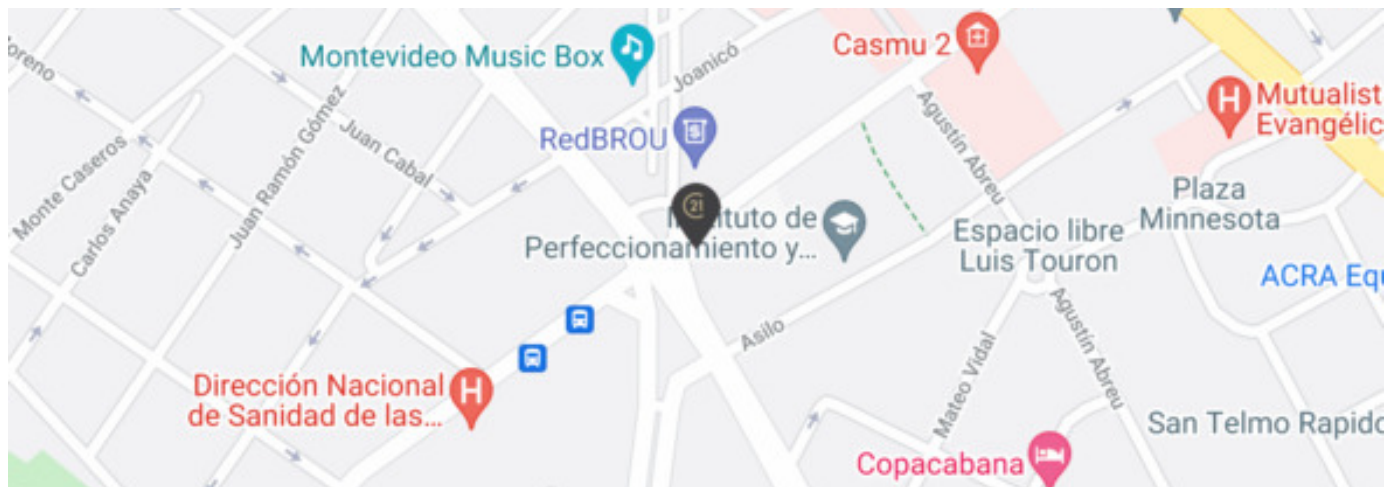 Moreno
Montevideo Music Box
Joanicó
Casmu 2
Juan Ramón Gómez
Juan Cabal
RedBROU
Agustín Abreu
H Mutualist
Evangélic
Monte Caseros
Carlos Anaya
21
Instituto de
Perfeccionamiento y...
Plaza
Minnesota
Espacio libre
Luis Touron
ACRA Equ
Asilo
Mateo Vidal
Agustín Abreu
Dirección Nacional
de Sanidad de las...
H
San Telmo Rapido
Copacabana